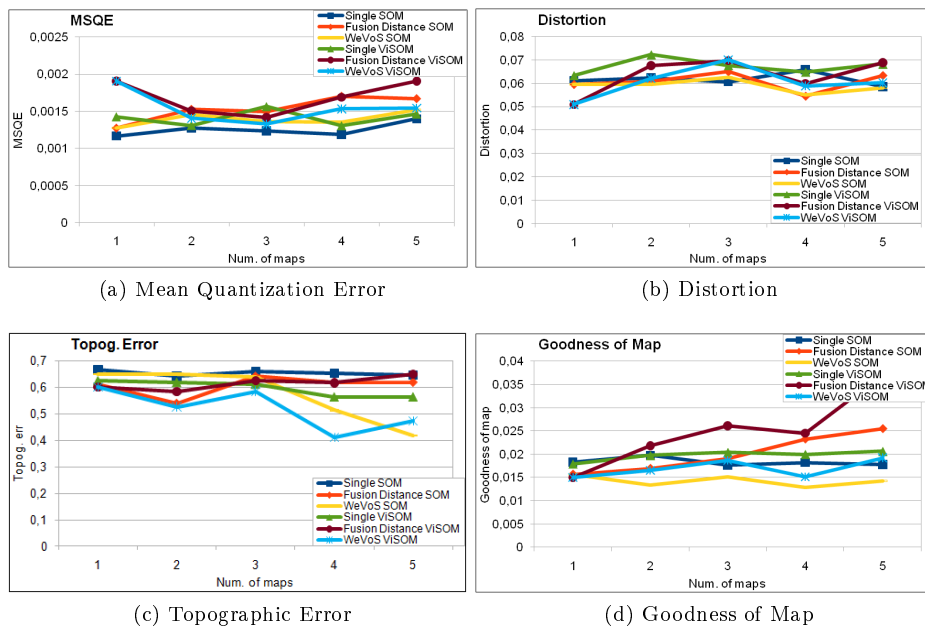 MSQE
Single SOM
Fusion Distance SOM
WeVoS SOM
Single ViSOM
Fusion Distance ViSOM
WeVoS ViSOM
0,0025
0,002
0,0015
0,001
0,0005
0
MSQE
1 2 3 4 5
Num. of maps
(a) Mean Quantization Error
Distortion
0,08
0,07
0,06
0,05
0,04
0,03
0,02
0,01
0
Distortion
Single SOM
Fusion Distance SOM
WeVoS SOM
Single ViSOM
Fusion Distance ViSOM
WeVoS ViSOM
1 2 3 4 5
Num. of maps
(b) Distortion
Topog. Error
0,7
0,6
0,5
0,4
0,3
0,2
0,1
0
Topog. err
Single SOM
Fusion Distance SOM
WeVoS SOM
Single ViSOM
Fusion Distance ViSOM
WeVoS ViSOM
1 2 3 4 5
Num. of maps
(c) Topographic Error
Goodness of Map
Single SOM
Fusion Distance SOM
WeVoS SOM
Single ViSOM
Fusion Distance ViSOM
WeVoS ViSOM
0,04
0,035
0,03
0,025
0,02
0,015
0,01
0,005
0
Goodness of map
1 2 3 4 5
Num. of maps
(d) Goodness of Map